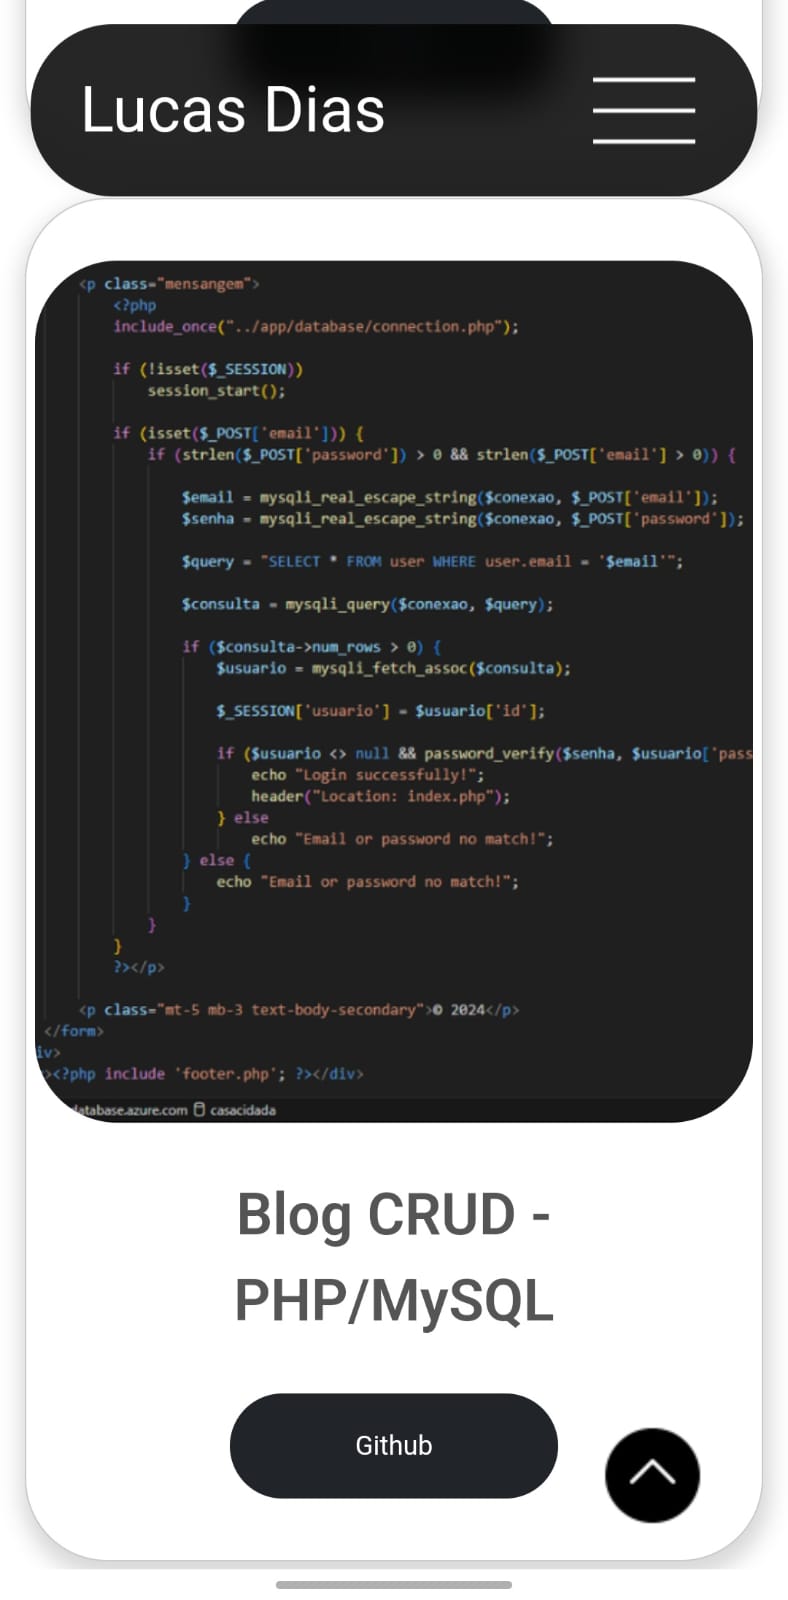 Lucas Dias
<p class="mensangem">
<?php
include_once("../app/database/connection.php");
if (!isset($_SESSION))
session_start();
if (isset($_POST['email'])) {
if (strlen($_POST['password']) > 0 && strlen($_POST['email'] > 0)) {
$email = mysqli_real_escape_string($conexao, $_POST['email']);
$senha = mysqli_real_escape_string($conexao, $_POST['password']);
$query = "SELECT * FROM user WHERE user.email = '$email'";
$consulta = mysqli_query($conexao, $query);
if ($consulta->num_rows > 0) {
$usuario = mysqli_fetch_assoc($consulta);
$_SESSION['usuario'] = $usuario['id'];
if ($usuario <> null && password_verify($senha, $usuario['pass
echo "Login successfully!";
header("Location: index.php");
} else
echo "Email or password no match!";
} else {
echo "Email or password no match!";
}
}
}
?></p>
<p class="mt-5 mb-3 text-body-secondary">© 2024</p>
</form>
iv>
><?php include 'footer.php'; ?></div>
atabase.azure.com casacidada
Blog CRUD -
PHP/MySQL
Github